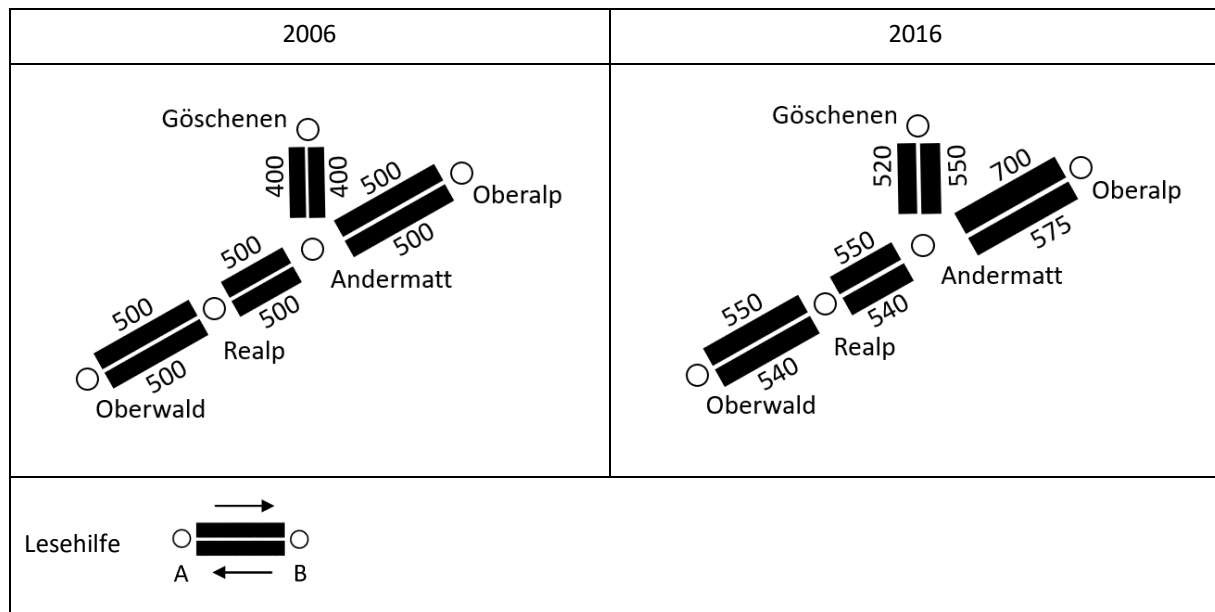 2006
2016
Göschenen
400
400
500
Oberalp
500
500
Andermatt
500
500
Realp
500
Oberwald
Göschenen
520
550
700
Oberalp
575
550
Andermatt
540
550
Realp
540
Oberwald
Lesehilfe
A
B